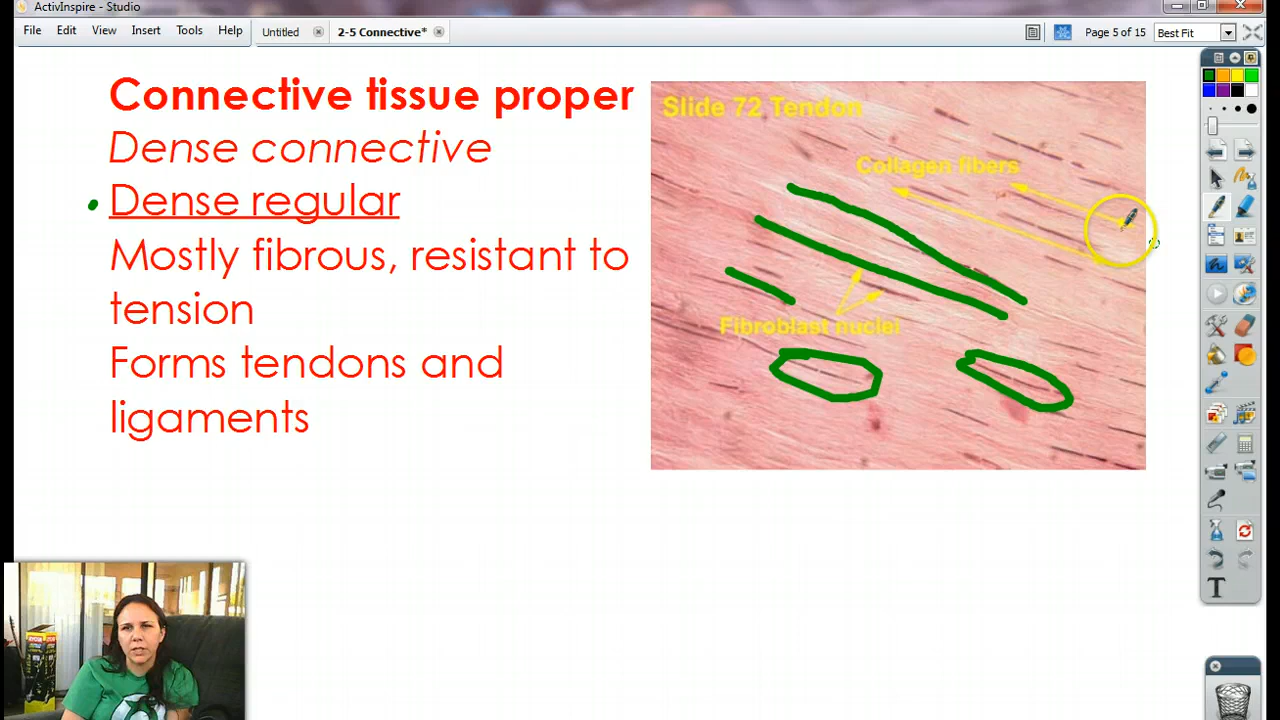 ActivInspire - Studio
File Edit View Insert Tools Help
Untitled 2-5 Connective*
Page 5 of 15 Best Fit
Connective tissue proper
Dense connective
Dense regular
Mostly fibrous, resistant to
tension
Forms tendons and
ligaments
Slide 72 Tendon
Collagen fibers
Fibroblast nuclei
T